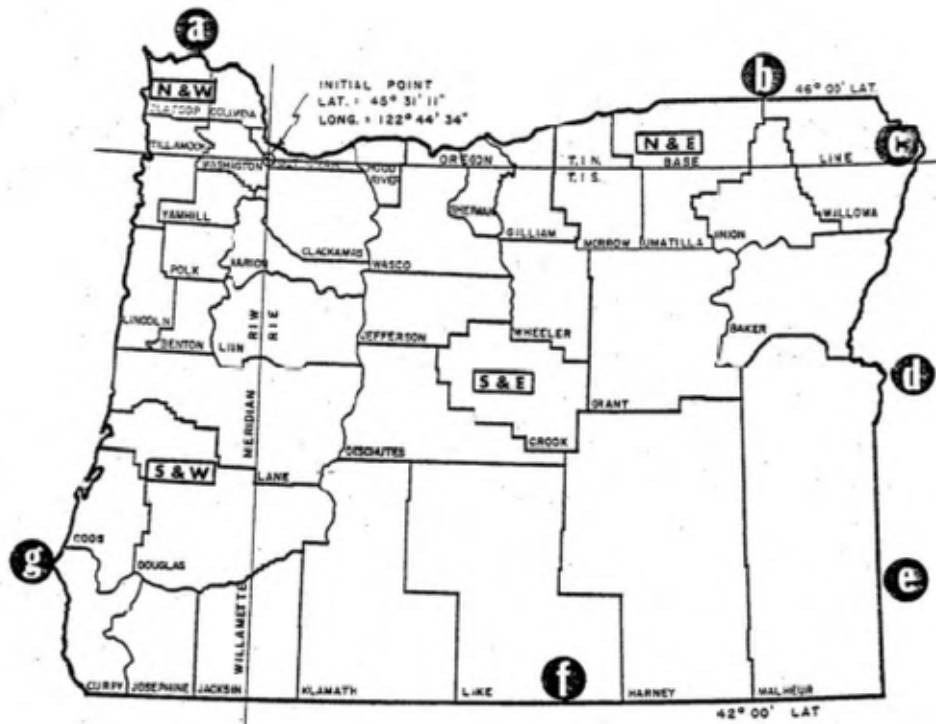 a
b
INITIAL POINT
LAT. = 45° 31' 11"
LONG. = 122° 44' 34"
46° 00' LAT.
N & W
CLATSOP COLUMBIA
N & E
TILLAMOOK
WASHINGTON
HOOD
RIVER
OREGON
T. 1 N.
BASE
LINE
T. 1 S.
YAMHILL
SHERMAN
GILLIAM
MORROW
UMATILLA
UNION
WALLOWA
CLACKAMAS
MARION
WASCO
POLK
LINCOLN
BENTON
LINN
R1W
R1E
JEFFERSON
WHEELER
BAKER
d
S & E
GRANT
CROOK
MERIDIAN
DESCHUTES
S & W
LANE
COOS
g
DOUGLAS
e
WILLAMETTE
f
CURRY
JOSEPHINE
JACKSON
KLAMATH
LAKE
HARNEY
MALHEUR
42° 00' LAT